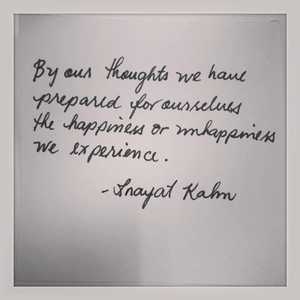 By our thoughts we have
prepared for ourselves
the happiness or unhappiness
we experience.
- Inayat Kahn